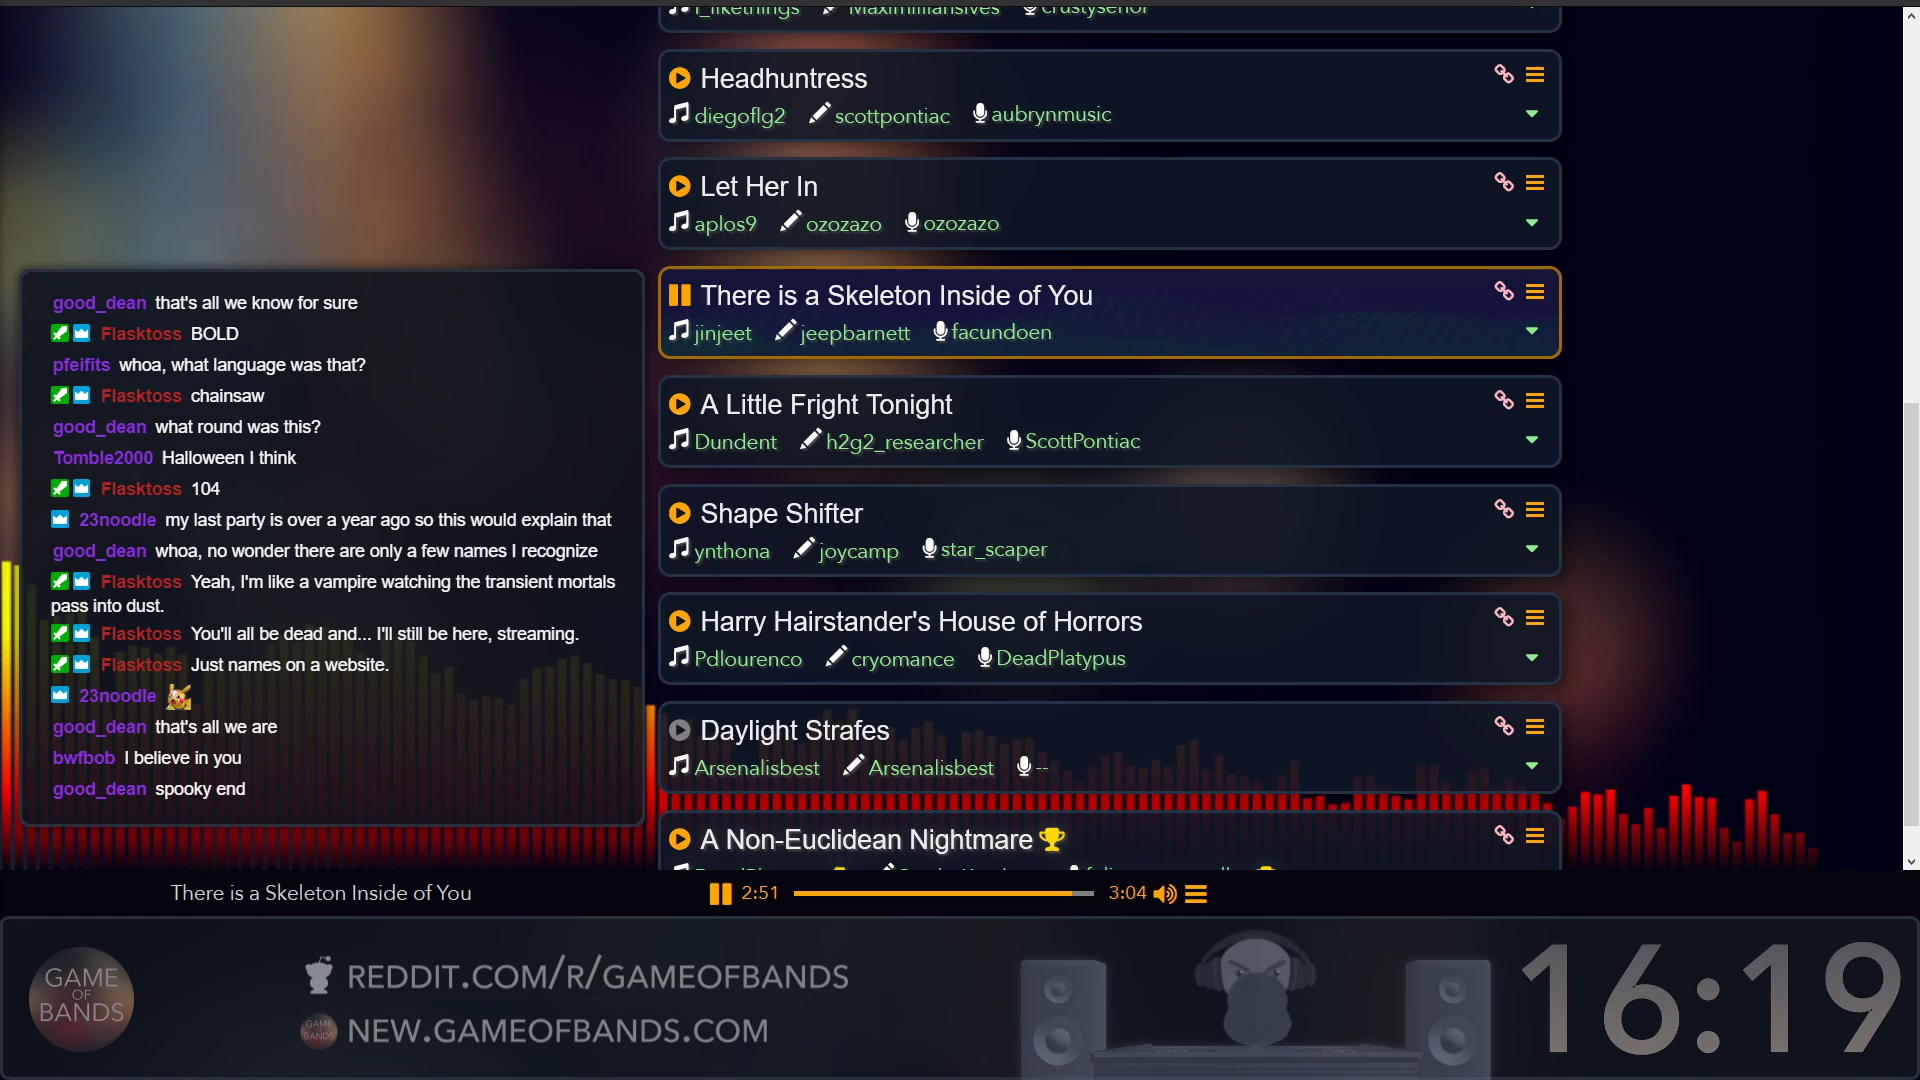 good_dean that's all we know for sure
Flasktoss BOLD
pfeifits whoa, what language was that?
Flasktoss chainsaw
good_dean what round was this?
Tomble2000 Halloween I think
Flasktoss 104
23noodle my last party is over a year ago so this would explain that
good_dean whoa, no wonder there are only a few names I recognize
Flasktoss Yeah, I'm like a vampire watching the transient mortals
pass into dust.
Flasktoss You'll all be dead and... I'll still be here, streaming.
Flasktoss Just names on a website.
23noodle
good_dean that's all we are
bwfbob I believe in you
good_dean spooky end
i_likethings Maximillianslves crustysenor
Headhuntress
diegoflg2 scottpontiac aubrynmusic
Let Her In
aplos9 ozozazo ozozazo
There is a Skeleton Inside of You
jinjeet jeepbarnett facundoen
A Little Fright Tonight
Dundent h2g2_researcher ScottPontiac
Shape Shifter
ynthona joycamp star_scaper
Harry Hairstander's House of Horrors
Pdlourenco cryomance DeadPlatypus
Daylight Strafes
Arsenalisbest Arsenalisbest --
A Non-Euclidean Nightmare
There is a Skeleton Inside of You 2:51 3:04
GAME
OF
BANDS
REDDIT.COM/R/GAMEOFBANDS
NEW.GAMEOFBANDS.COM
16:19